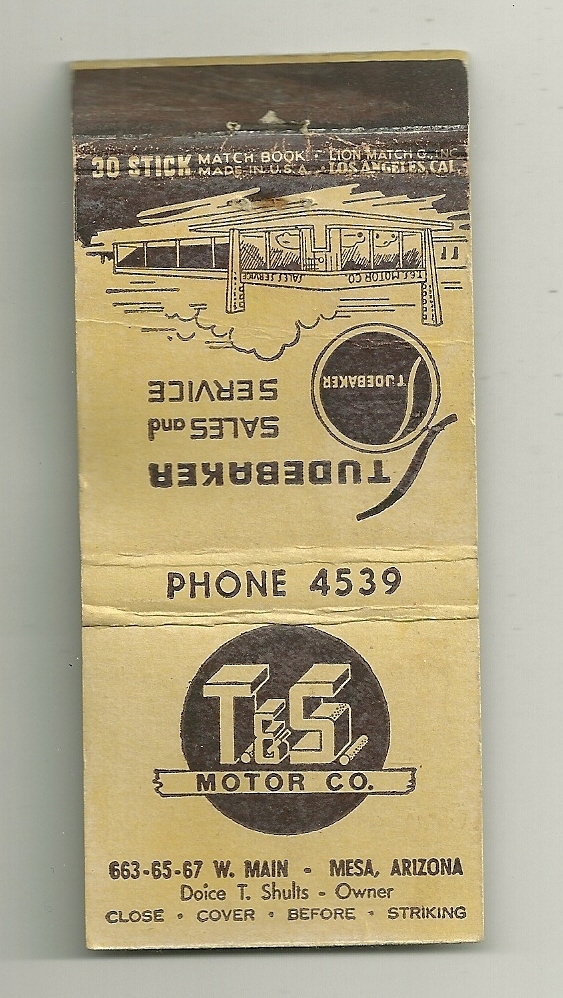 30 STICK MATCH BOOK · LION MATCH CO., INC.
MADE IN U.S.A. LOS ANGELES, CAL.
SALES SERVICE T.&S. MOTOR CO.
STUDEBAKER
STUDEBAKER
SALES and
SERVICE
PHONE 4539
T.&S.
MOTOR CO.
663-65-67 W. MAIN - MESA, ARIZONA
Doice T. Shults - Owner
CLOSE · COVER · BEFORE · STRIKING